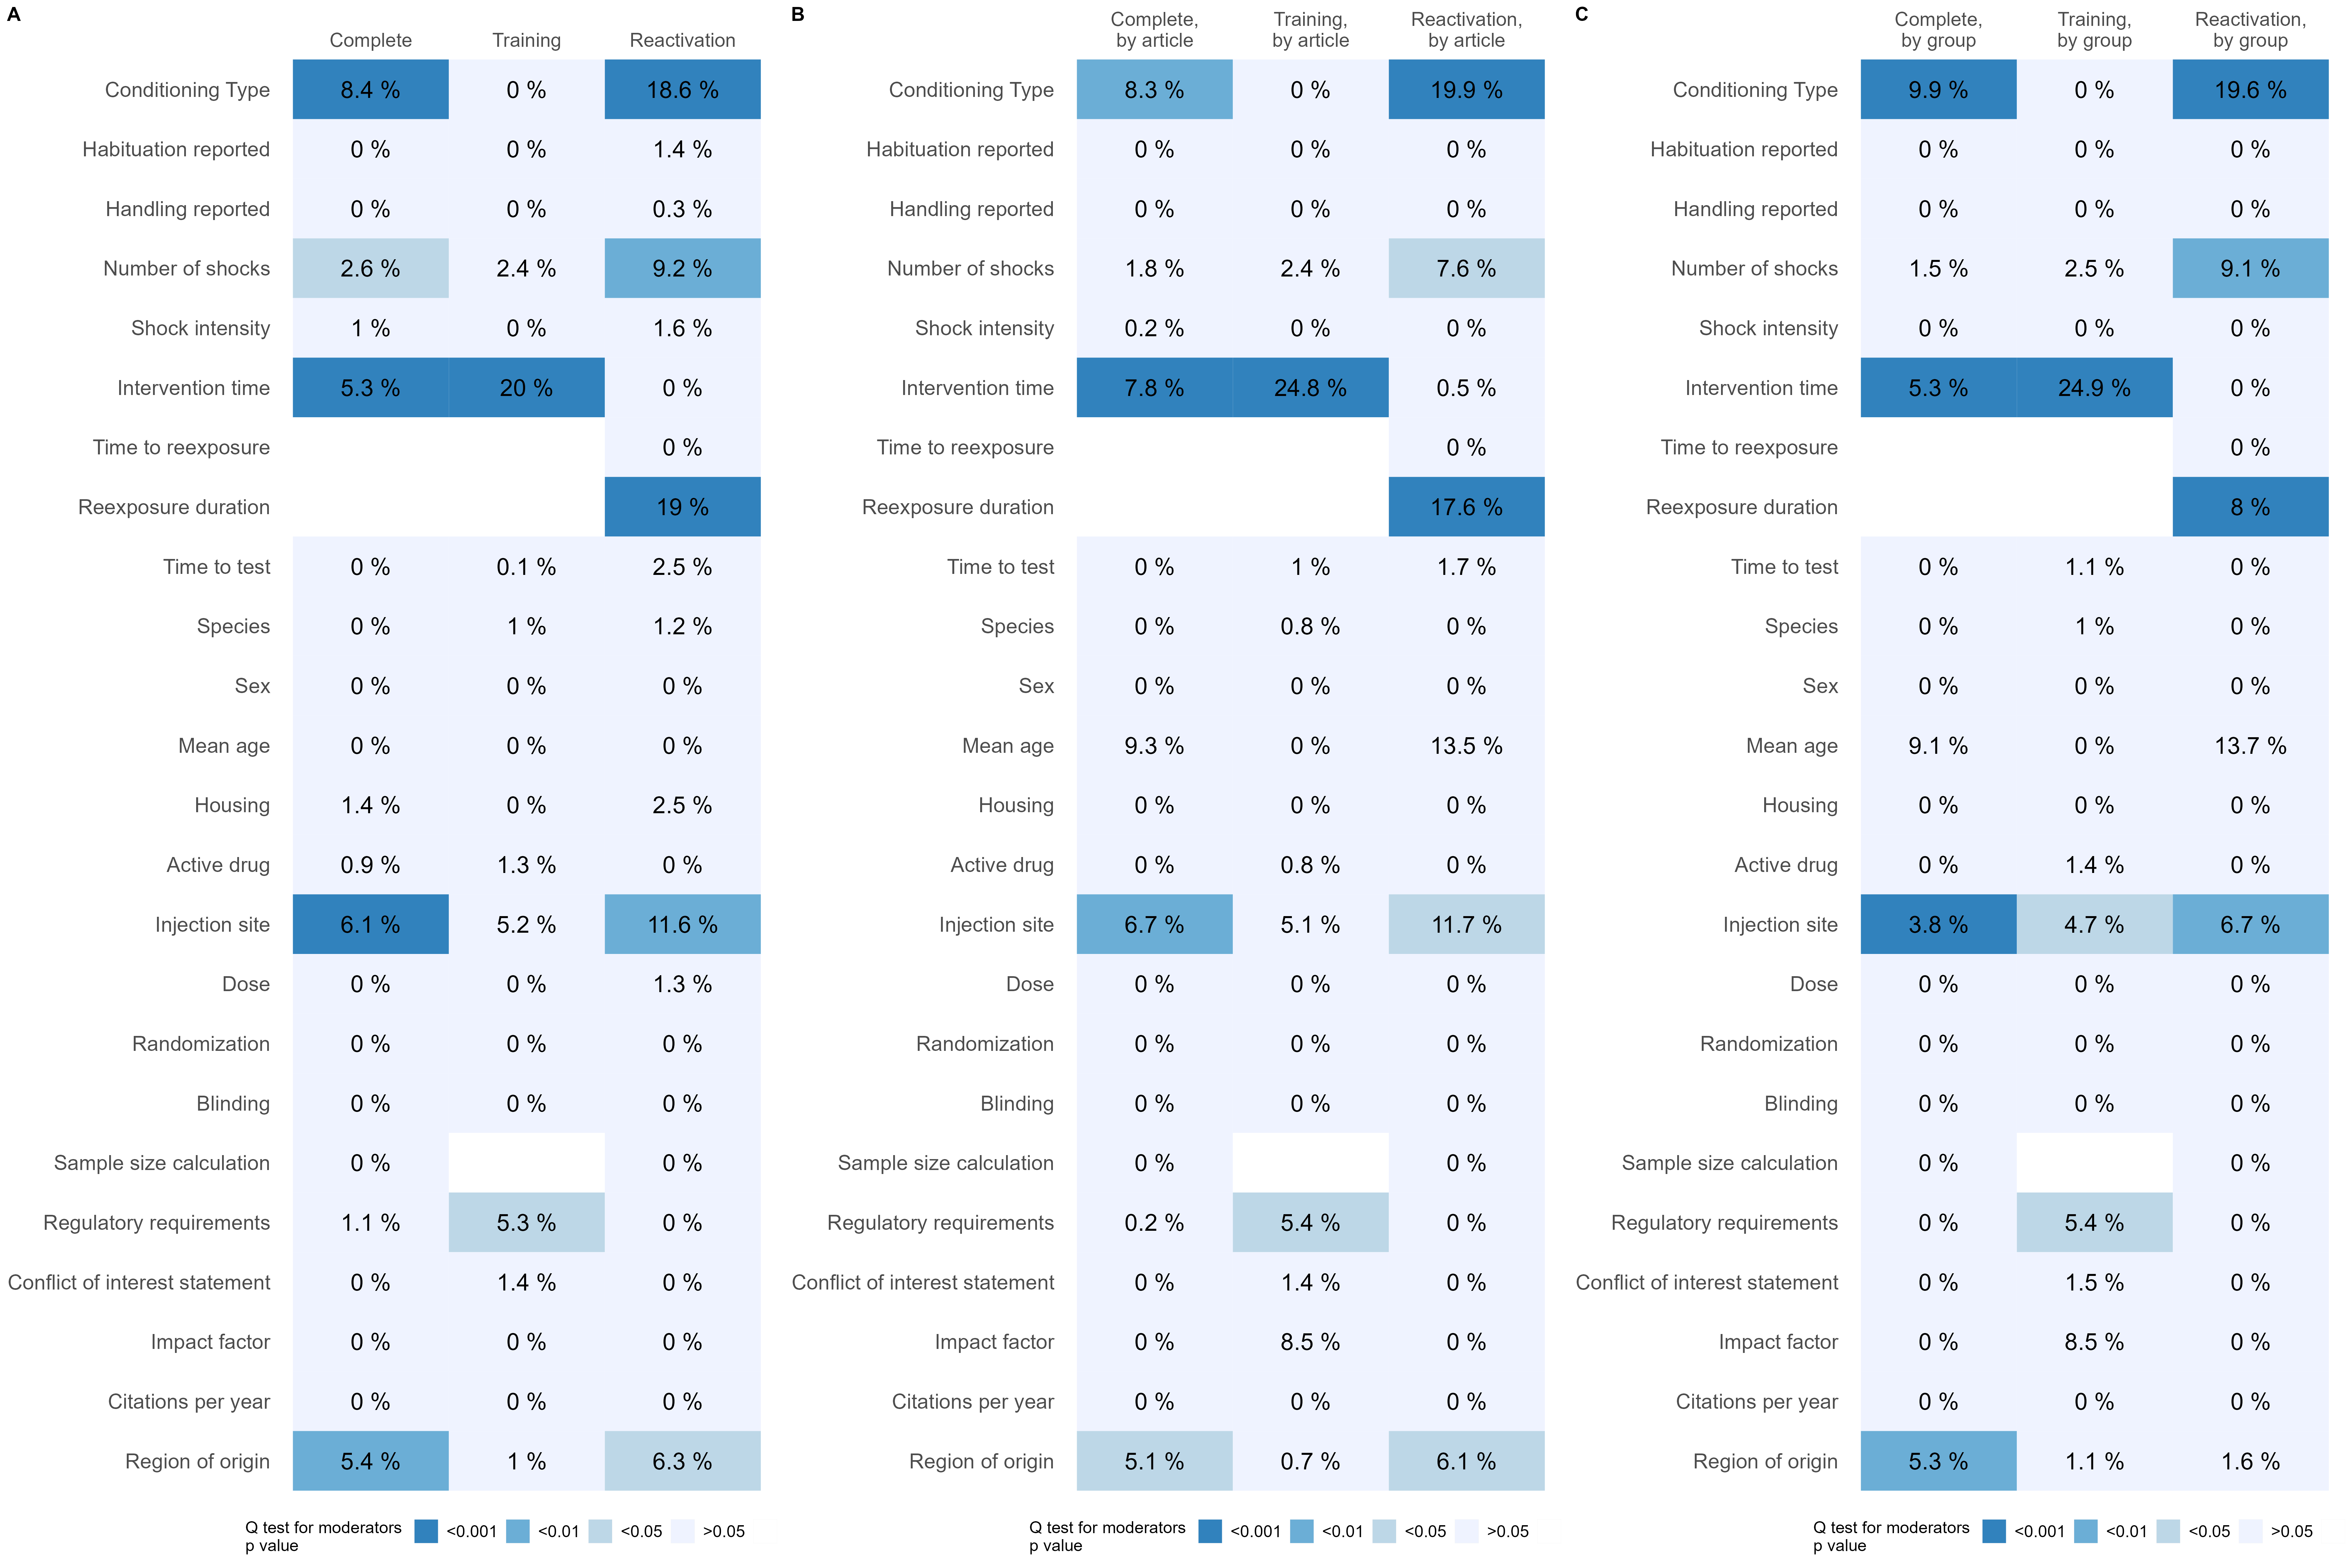 A
Complete Training Reactivation
Conditioning Type 8.4 % 0 % 18.6 %
Habituation reported 0 % 0 % 1.4 %
Handling reported 0 % 0 % 0.3 %
Number of shocks 2.6 % 2.4 % 9.2 %
Shock intensity 1 % 0 % 1.6 %
Intervention time 5.3 % 20 % 0 %
Time to reexposure 0 %
Reexposure duration 19 %
Time to test 0 % 0.1 % 2.5 %
Species 0 % 1 % 1.2 %
Sex 0 % 0 % 0 %
Mean age 0 % 0 % 0 %
Housing 1.4 % 0 % 2.5 %
Active drug 0.9 % 1.3 % 0 %
Injection site 6.1 % 5.2 % 11.6 %
Dose 0 % 0 % 1.3 %
Randomization 0 % 0 % 0 %
Blinding 0 % 0 % 0 %
Sample size calculation 0 % 0 %
Regulatory requirements 1.1 % 5.3 % 0 %
Conflict of interest statement 0 % 1.4 % 0 %
Impact factor 0 % 0 % 0 %
Citations per year 0 % 0 % 0 %
Region of origin 5.4 % 1 % 6.3 %
Q test for moderators
p value <0.001 <0.01 <0.05 >0.05
B
Complete, Training, Reactivation,
by article by article by article
Conditioning Type 8.3 % 0 % 19.9 %
Habituation reported 0 % 0 % 0 %
Handling reported 0 % 0 % 0 %
Number of shocks 1.8 % 2.4 % 7.6 %
Shock intensity 0.2 % 0 % 0 %
Intervention time 7.8 % 24.8 % 0.5 %
Time to reexposure 0 %
Reexposure duration 17.6 %
Time to test 0 % 1 % 1.7 %
Species 0 % 0.8 % 0 %
Sex 0 % 0 % 0 %
Mean age 9.3 % 0 % 13.5 %
Housing 0 % 0 % 0 %
Active drug 0 % 0.8 % 0 %
Injection site 6.7 % 5.1 % 11.7 %
Dose 0 % 0 % 0 %
Randomization 0 % 0 % 0 %
Blinding 0 % 0 % 0 %
Sample size calculation 0 % 0 %
Regulatory requirements 0.2 % 5.4 % 0 %
Conflict of interest statement 0 % 1.4 % 0 %
Impact factor 0 % 8.5 % 0 %
Citations per year 0 % 0 % 0 %
Region of origin 5.1 % 0.7 % 6.1 %
Q test for moderators
p value <0.001 <0.01 <0.05 >0.05
C
Complete, Training, Reactivation,
by group by group by group
Conditioning Type 9.9 % 0 % 19.6 %
Habituation reported 0 % 0 % 0 %
Handling reported 0 % 0 % 0 %
Number of shocks 1.5 % 2.5 % 9.1 %
Shock intensity 0 % 0 % 0 %
Intervention time 5.3 % 24.9 % 0 %
Time to reexposure 0 %
Reexposure duration 8 %
Time to test 0 % 1.1 % 0 %
Species 0 % 1 % 0 %
Sex 0 % 0 % 0 %
Mean age 9.1 % 0 % 13.7 %
Housing 0 % 0 % 0 %
Active drug 0 % 1.4 % 0 %
Injection site 3.8 % 4.7 % 6.7 %
Dose 0 % 0 % 0 %
Randomization 0 % 0 % 0 %
Blinding 0 % 0 % 0 %
Sample size calculation 0 % 0 %
Regulatory requirements 0 % 5.4 % 0 %
Conflict of interest statement 0 % 1.5 % 0 %
Impact factor 0 % 8.5 % 0 %
Citations per year 0 % 0 % 0 %
Region of origin 5.3 % 1.1 % 1.6 %
Q test for moderators
p value <0.001 <0.01 <0.05 >0.05